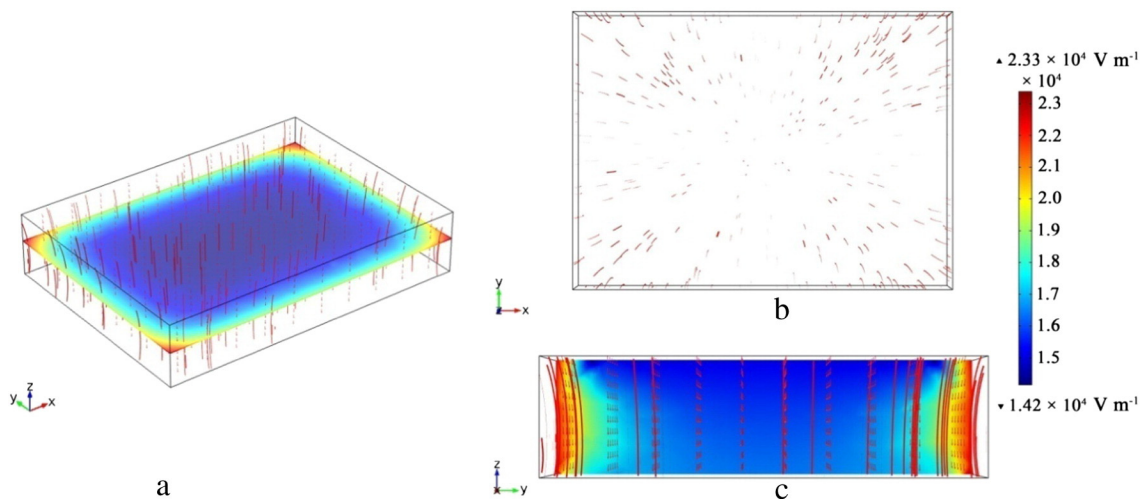 z
y
x
a
y
z
x
b
z
x
y
c
▲ 2.33 × 10⁴ V m⁻¹
× 10⁴
2.3
2.2
2.1
2.0
1.9
1.8
1.7
1.6
1.5
▼ 1.42 × 10⁴ V m⁻¹